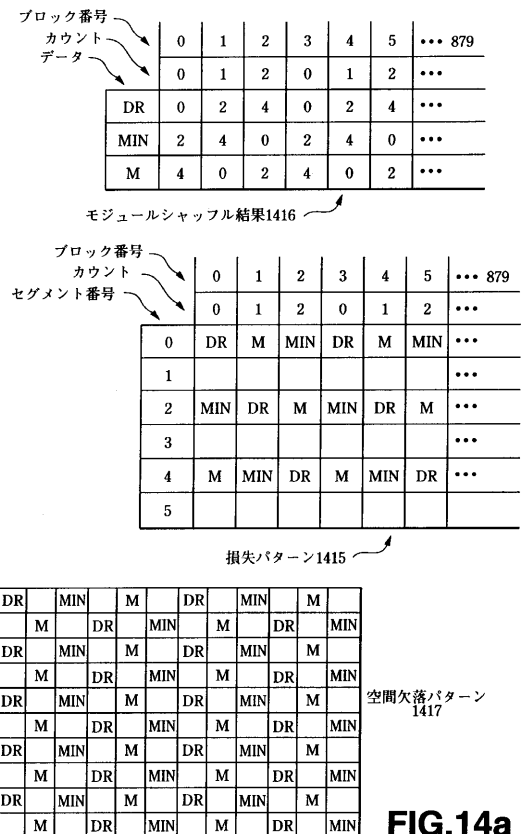 ブロック番号
0 1 2 3 4 5 ••• 879
カウント
0 1 2 0 1 2 •••
データ
DR 0 2 4 0 2 4 •••
MIN 2 4 0 2 4 0 •••
M 4 0 2 4 0 2 •••
モジュールシャッフル結果1416
ブロック番号
0 1 2 3 4 5 ••• 879
カウント
0 1 2 0 1 2 •••
セグメント番号
0 DR M MIN DR M MIN •••
1 •••
2 MIN DR M MIN DR M •••
3 •••
4 M MIN DR M MIN DR •••
5
損失パターン1415
DR MIN M DR MIN M
M DR MIN M DR MIN
DR MIN M DR MIN M
M DR MIN M DR MIN
DR MIN M DR MIN M
M DR MIN M DR MIN
DR MIN M DR MIN M
M DR MIN M DR MIN
DR MIN M DR MIN M
M DR MIN M DR MIN
空間欠落パターン
1417
FIG.14a